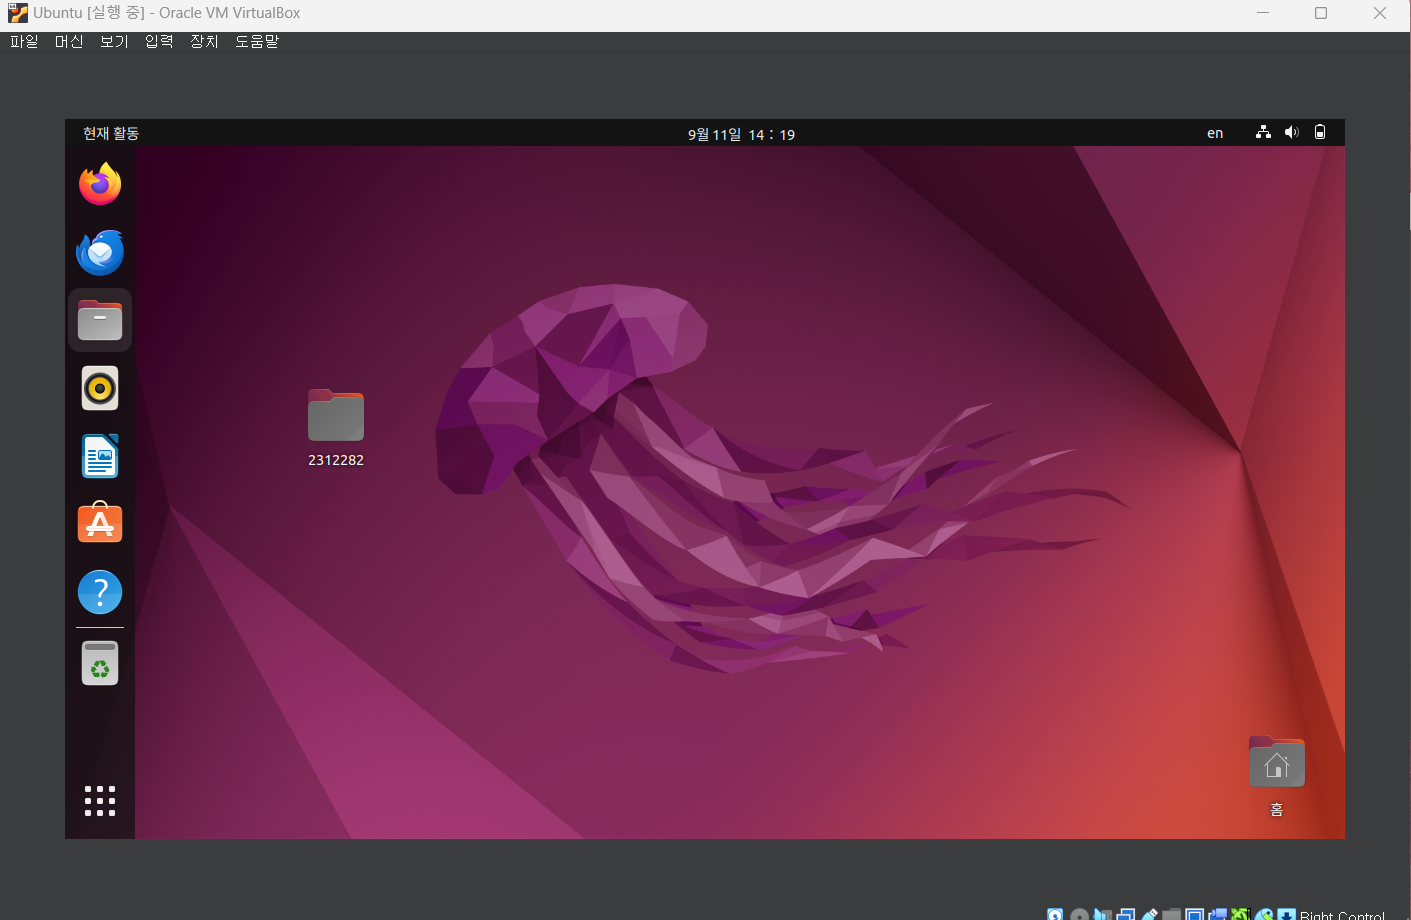 Ubuntu [실행 중] - Oracle VM VirtualBox
파일 머신 보기 입력 장치 도움말
현재 활동 9월 11일 14 : 19 en
2312282
홈
Right Control